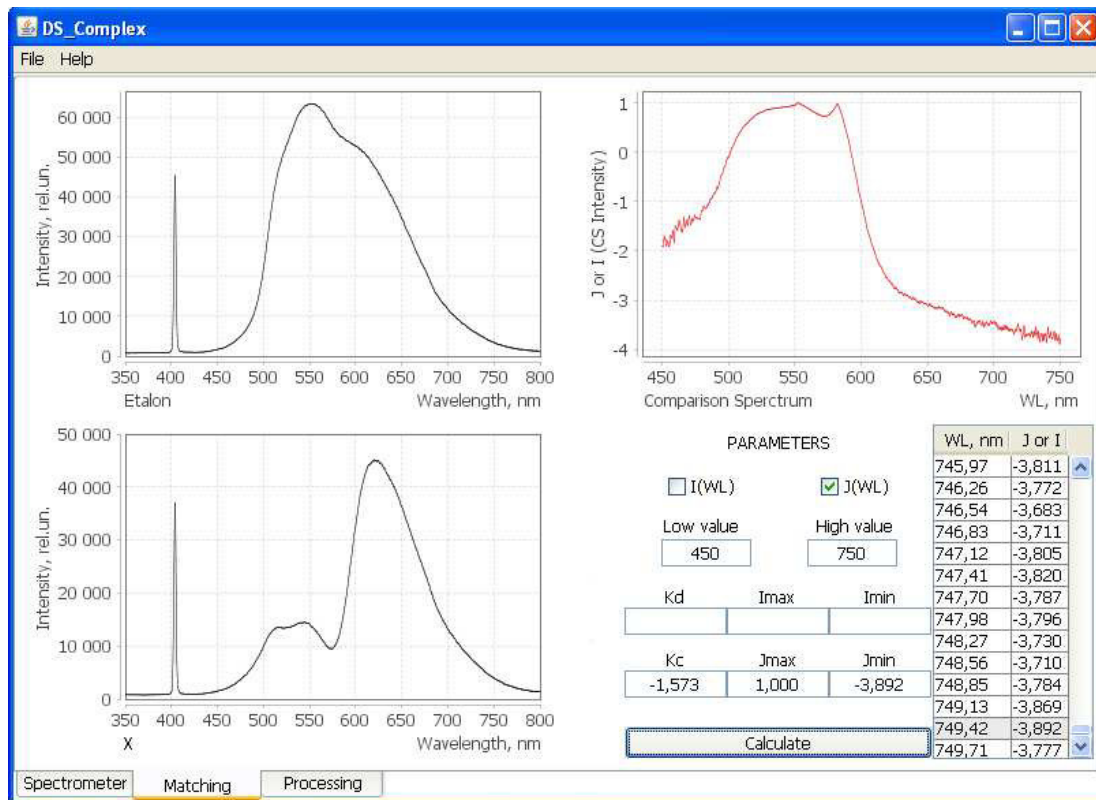 DS_Complex
File Help
60 000
50 000
40 000
30 000
20 000
10 000
0
Intensity, rel.un.
350 400 450 500 550 600 650 700 750 800
Etalon Wavelength, nm
1
0
-1
-2
-3
-4
J or I (CS Intensity)
450 500 550 600 650 700 750
Comparison Sperctrum WL, nm
50 000
40 000
30 000
20 000
10 000
0
Intensity, rel.un.
350 400 450 500 550 600 650 700 750 800
X Wavelength, nm
PARAMETERS
I(WL) J(WL)
Low value High value
450 750
Kd Imax Imin
Kc Jmax Jmin
-1,573 1,000 -3,892
Calculate
WL, nm J or I
745,97 -3,811
746,26 -3,772
746,54 -3,683
746,83 -3,711
747,12 -3,805
747,41 -3,820
747,70 -3,787
747,98 -3,796
748,27 -3,730
748,56 -3,710
748,85 -3,784
749,13 -3,869
749,42 -3,892
749,71 -3,777
Spectrometer Matching Processing